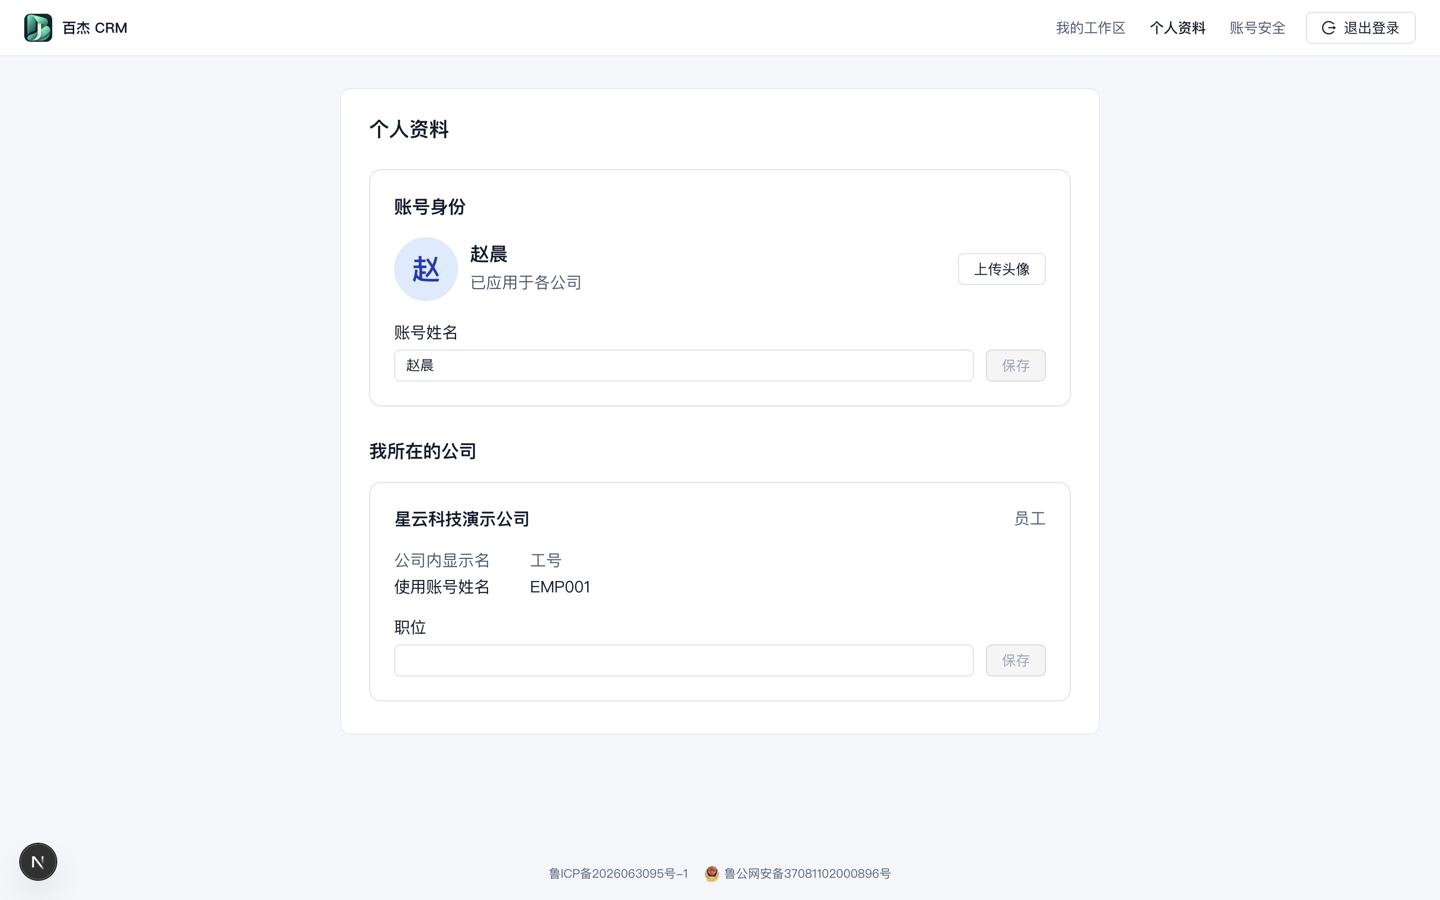 百杰 CRM
我的工作区
个人资料
账号安全
退出登录
个人资料
账号身份
赵
赵晨
已应用于各公司
上传头像
账号姓名
赵晨
保存
我所在的公司
星云科技演示公司
员工
公司内显示名
工号
使用账号姓名
EMP001
职位
保存
N
鲁ICP备2026063095号-1
鲁公网安备37081102000896号